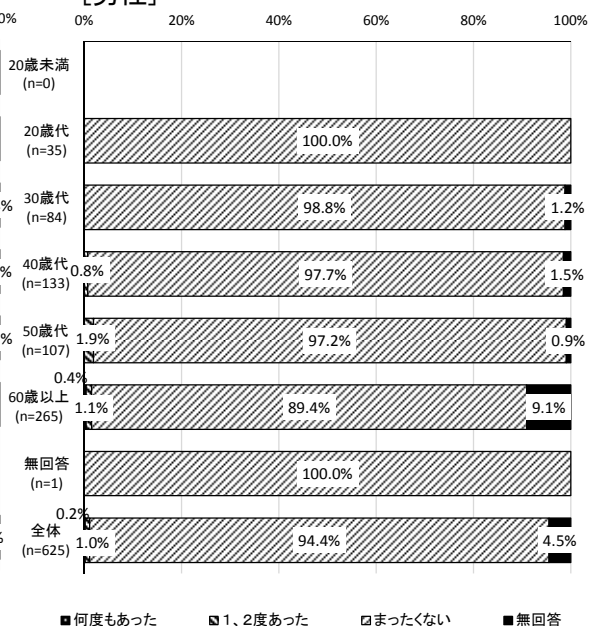 0%
0% 20% 40% 60% 80% 100%
20歳未満
(n=0)
20歳代
(n=35)
100.0%
% 30歳代
(n=84)
98.8% 1.2%
% 40歳代
(n=133)
0.8% 97.7% 1.5%
% 50歳代
(n=107)
1.9% 97.2% 0.9%
0.4%
60歳以上
(n=265)
1.1% 89.4% 9.1%
無回答
(n=1)
100.0%
0.2%
% 全体
(n=625)
1.0% 94.4% 4.5%
何度もあった 1、2度あった まったくない 無回答